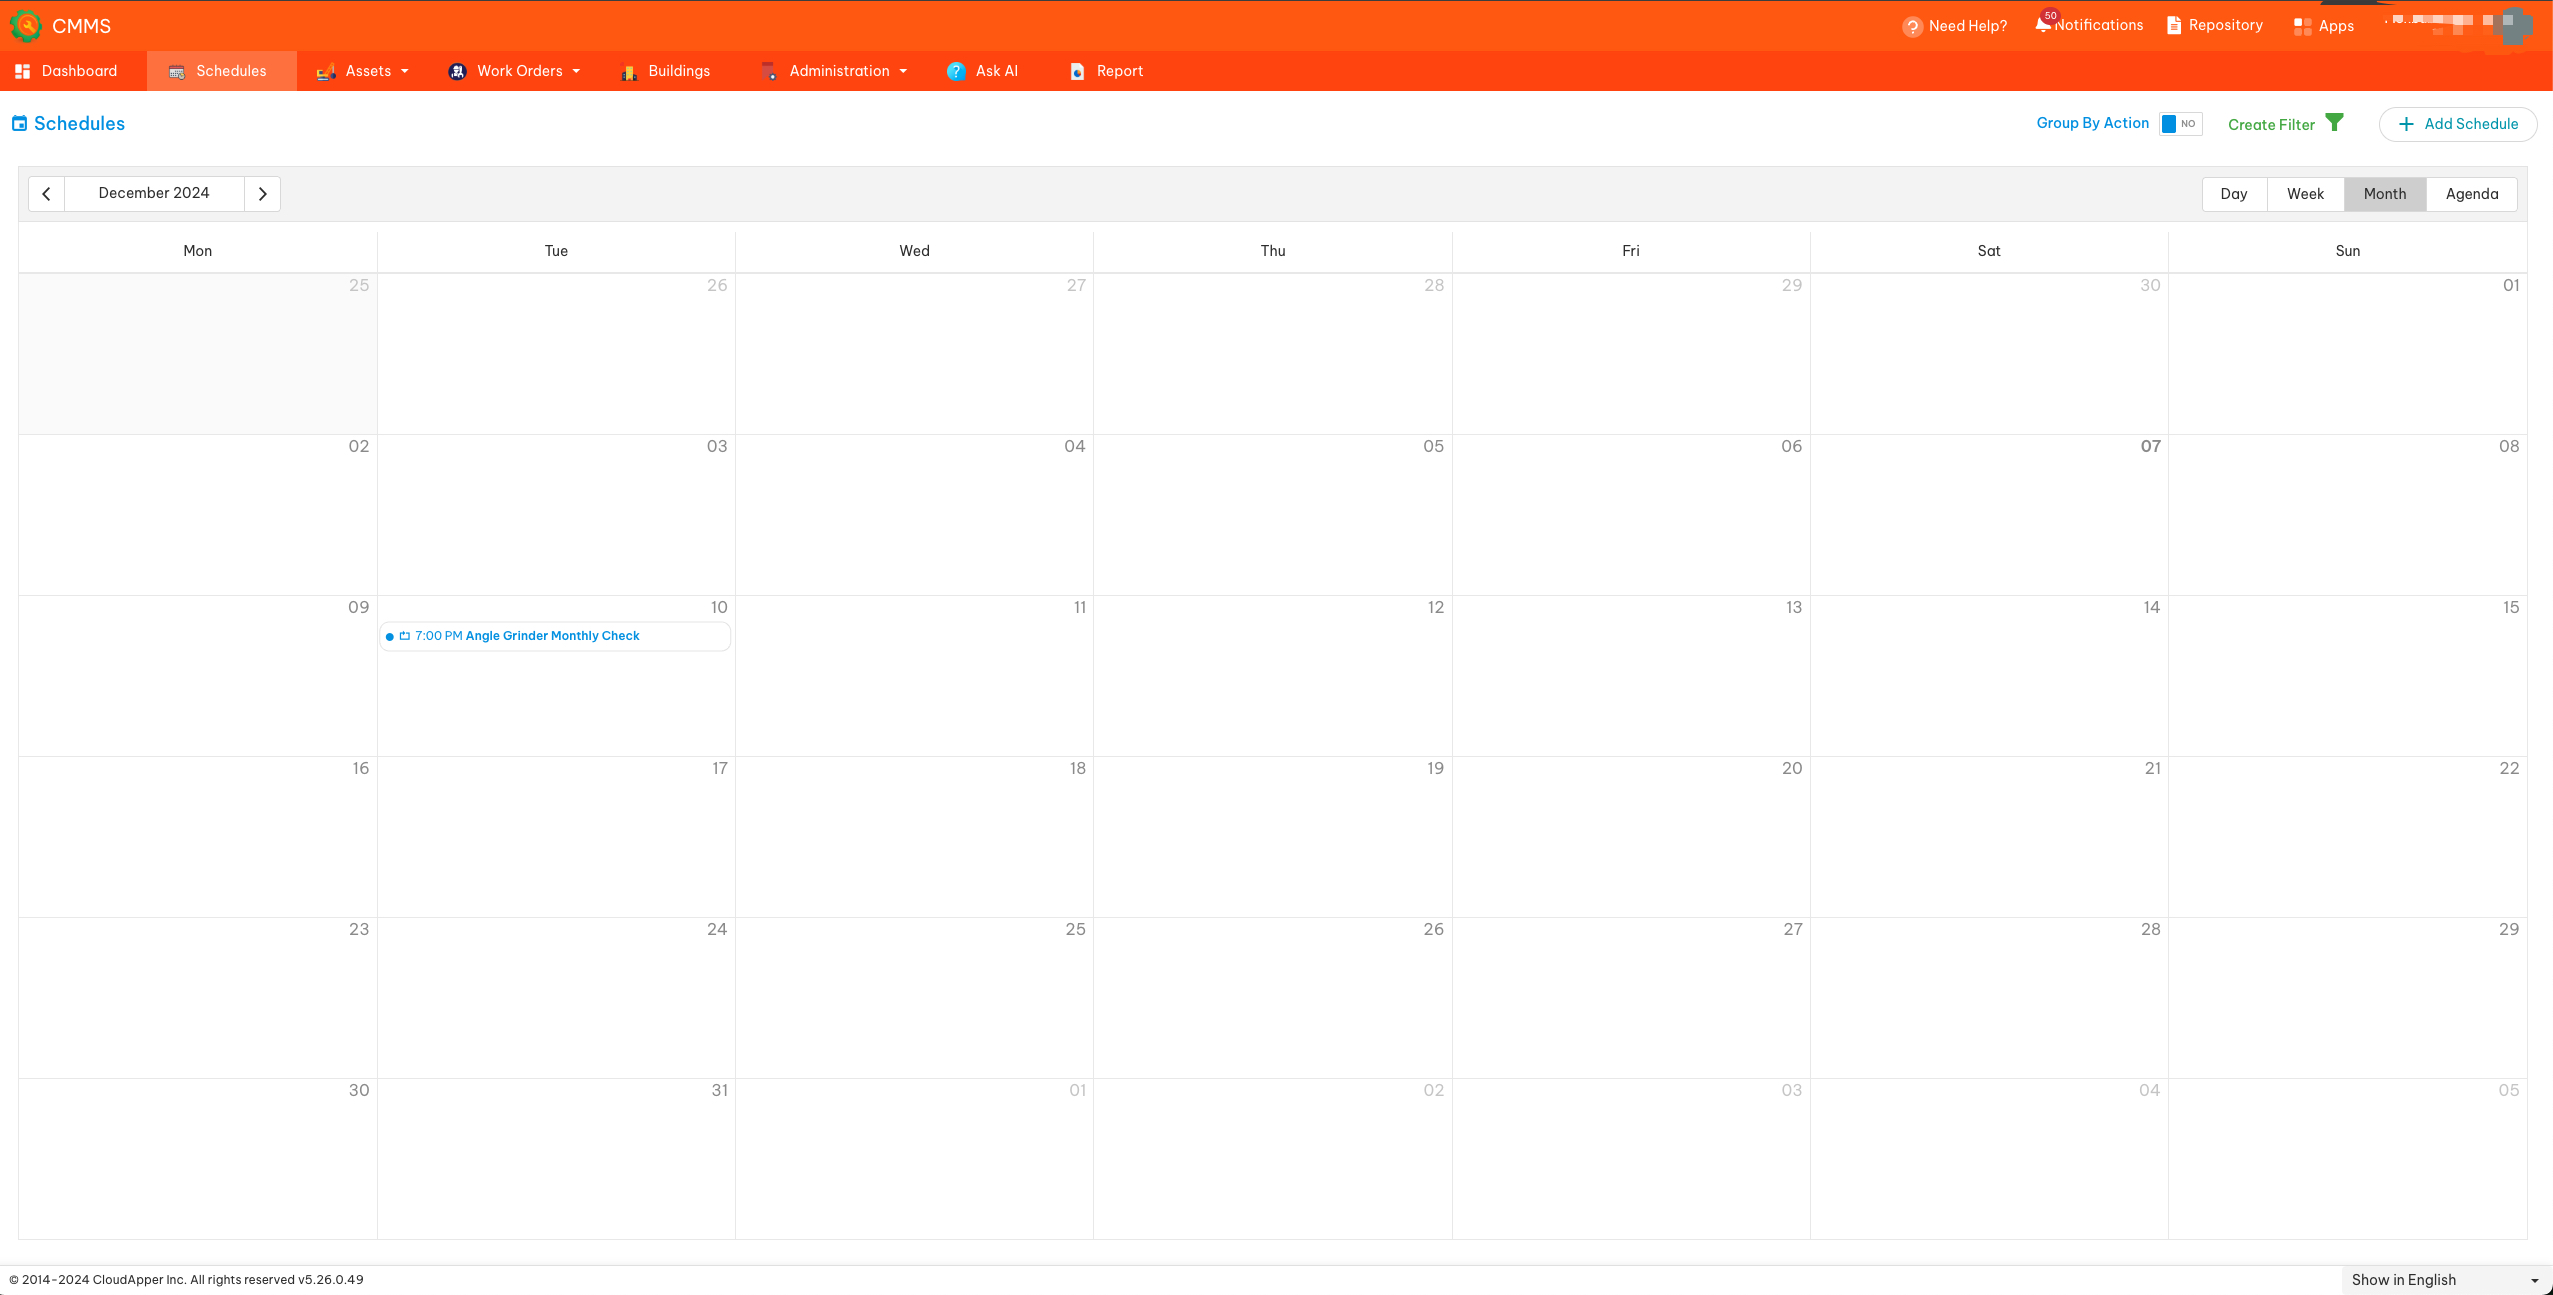 CMMS
Need Help?
50
Notifications
Repository
Apps
Dashboard
Schedules
Assets
Work Orders
Buildings
Administration
Ask AI
Report
Schedules
Group By Action
NO
Create Filter
Add Schedule
December 2024
Day
Week
Month
Agenda
Mon Tue Wed Thu Fri Sat Sun
25 26 27 28 29 30 01
02 03 04 05 06 07 08
09 10 11 12 13 14 15
7:00 PM Angle Grinder Monthly Check
16 17 18 19 20 21 22
23 24 25 26 27 28 29
30 31 01 02 03 04 05
© 2014-2024 CloudApper Inc. All rights reserved v5.26.0.49
Show in English